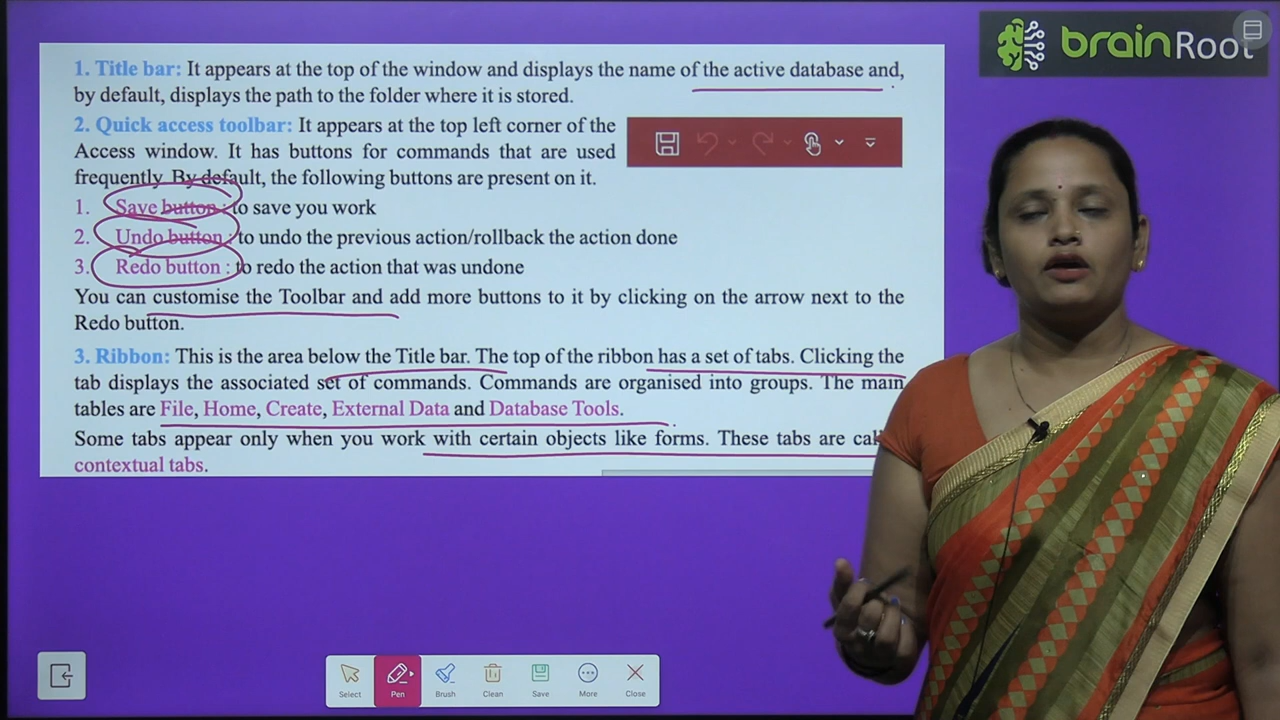 brainRoot
1. Title bar: It appears at the top of the window and displays the name of the active database and,
by default, displays the path to the folder where it is stored.
2. Quick access toolbar: It appears at the top left corner of the
Access window. It has buttons for commands that are used
frequently. By default, the following buttons are present on it.
1. Save button : to save you work
2. Undo button : to undo the previous action/rollback the action done
3. Redo button : to redo the action that was undone
You can customise the Toolbar and add more buttons to it by clicking on the arrow next to the
Redo button.
3. Ribbon: This is the area below the Title bar. The top of the ribbon has a set of tabs. Clicking the
tab displays the associated set of commands. Commands are organised into groups. The main
tables are File, Home, Create, External Data and Database Tools.
Some tabs appear only when you work with certain objects like forms. These tabs are
contextual tabs.
Select Pen Brush Clean Save More Close